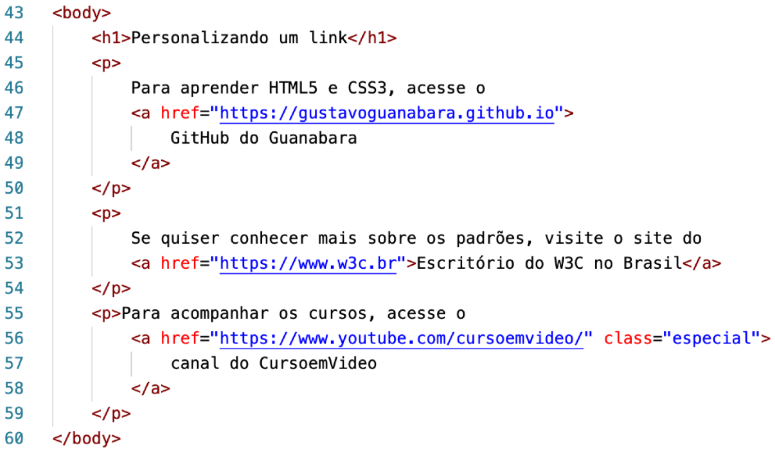 43 <body>
44 <h1>Personalizando um link</h1>
45 <p>
46 Para aprender HTML5 e CSS3, acesse o
47 <a href="https://gustavoguanabara.github.io">
48 GitHub do Guanabara
49 </a>
50 </p>
51 <p>
52 Se quiser conhecer mais sobre os padrões, visite o site do
53 <a href="https://www.w3c.br">Escritório do W3C no Brasil</a>
54 </p>
55 <p>Para acompanhar os cursos, acesse o
56 <a href="https://www.youtube.com/cursoemvideo/" class="especial">
57 canal do CursoemVideo
58 </a>
59 </p>
60 </body>